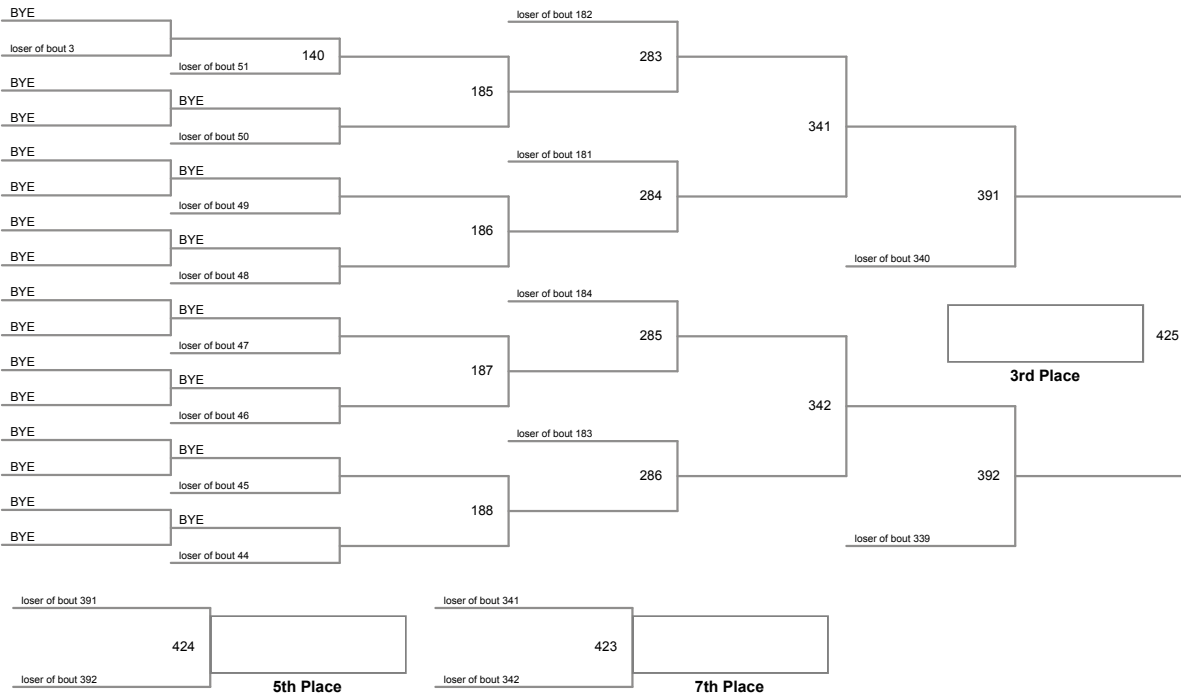 BYE
loser of bout 182
loser of bout 3
140
283
loser of bout 51
BYE
185
BYE
BYE
341
loser of bout 50
BYE
loser of bout 181
BYE
BYE
284
391
loser of bout 49
BYE
186
BYE
BYE
loser of bout 340
loser of bout 48
BYE
loser of bout 184
BYE
BYE
285
425
loser of bout 47
BYE
187
3rd Place
BYE
BYE
342
loser of bout 46
BYE
loser of bout 183
BYE
BYE
286
392
loser of bout 45
BYE
188
BYE
BYE
loser of bout 339
loser of bout 44
loser of bout 391
loser of bout 341
424
423
loser of bout 392
5th Place
loser of bout 342
7th Place